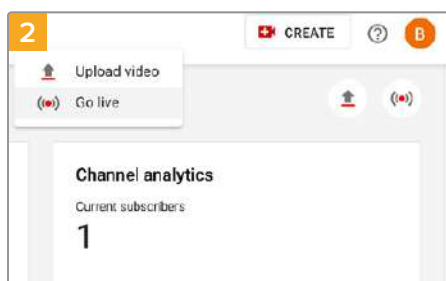 2
CREATE
B
Upload video
Go live
Channel analytics
Current subscribers
1